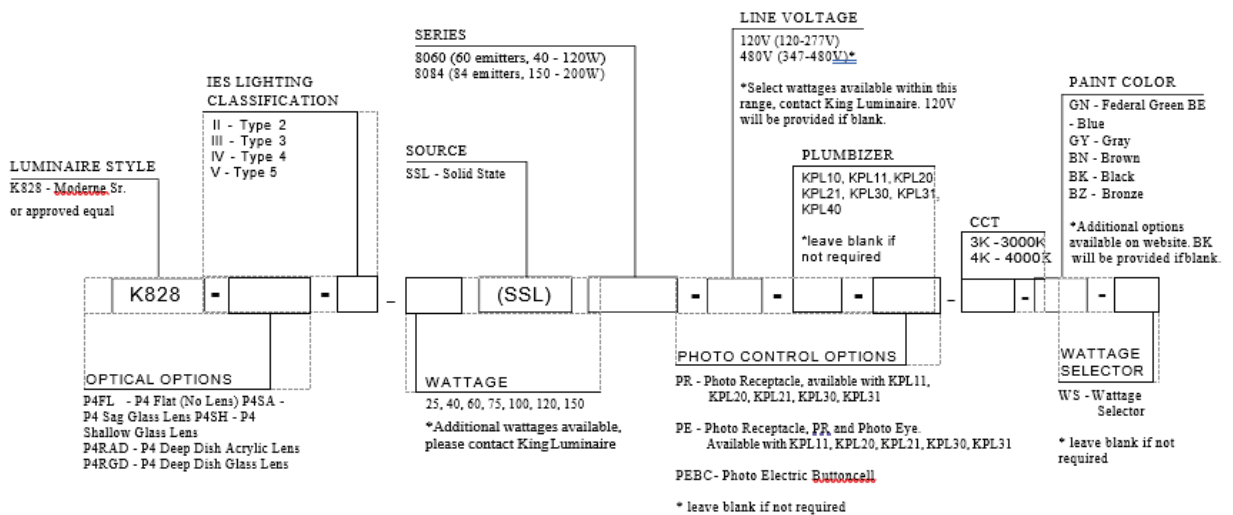 LUMINAIRE STYLE
K828 - Moderne Sr.
or approved equal
IES LIGHTING
CLASSIFICATION
II - Type 2
III - Type 3
IV - Type 4
V - Type 5
SOURCE
SSL - Solid State
SERIES
8060 (60 emitters, 40 - 120W)
8084 (84 emitters, 150 - 200W)
LINE VOLTAGE
120V (120-277V)
480V (347-480V)*
*Select wattages available within this
range, contact King Luminaire. 120V
will be provided if blank.
PLUMBIZER
KPL10, KPL11, KPL20
KPL21, KPL30, KPL31,
KPL40
*leave blank if
not required
CCT
3K -3000K
4K - 4000K
PAINT COLOR
GN - Federal Green BE
- Blue
GY - Gray
BN - Brown
BK - Black
BZ - Bronze
*Additional options
available on website. BK
will be provided if blank.
K828 - - - (SSL) - - - - - -
OPTICAL OPTIONS
P4FL - P4 Flat (No Lens) P4SA -
P4 Sag Glass Lens P4SH - P4
Shallow Glass Lens
P4RAD - P4 Deep Dish Acrylic Lens
P4RGD - P4 Deep Dish Glass Lens
WATTAGE
25, 40, 60, 75, 100, 120, 150
*Additional wattages available,
please contact King Luminaire
PHOTO CONTROL OPTIONS
PR - Photo Receptacle, available with KPL11,
KPL20, KPL21, KPL30, KPL31
PE - Photo Receptacle, PR and Photo Eye.
Available with KPL11, KPL20, KPL21, KPL30, KPL31
PEBC- Photo Electric Buttoncell
* leave blank if not required
WATTAGE
SELECTOR
WS - Wattage
Selector
* leave blank if not
required